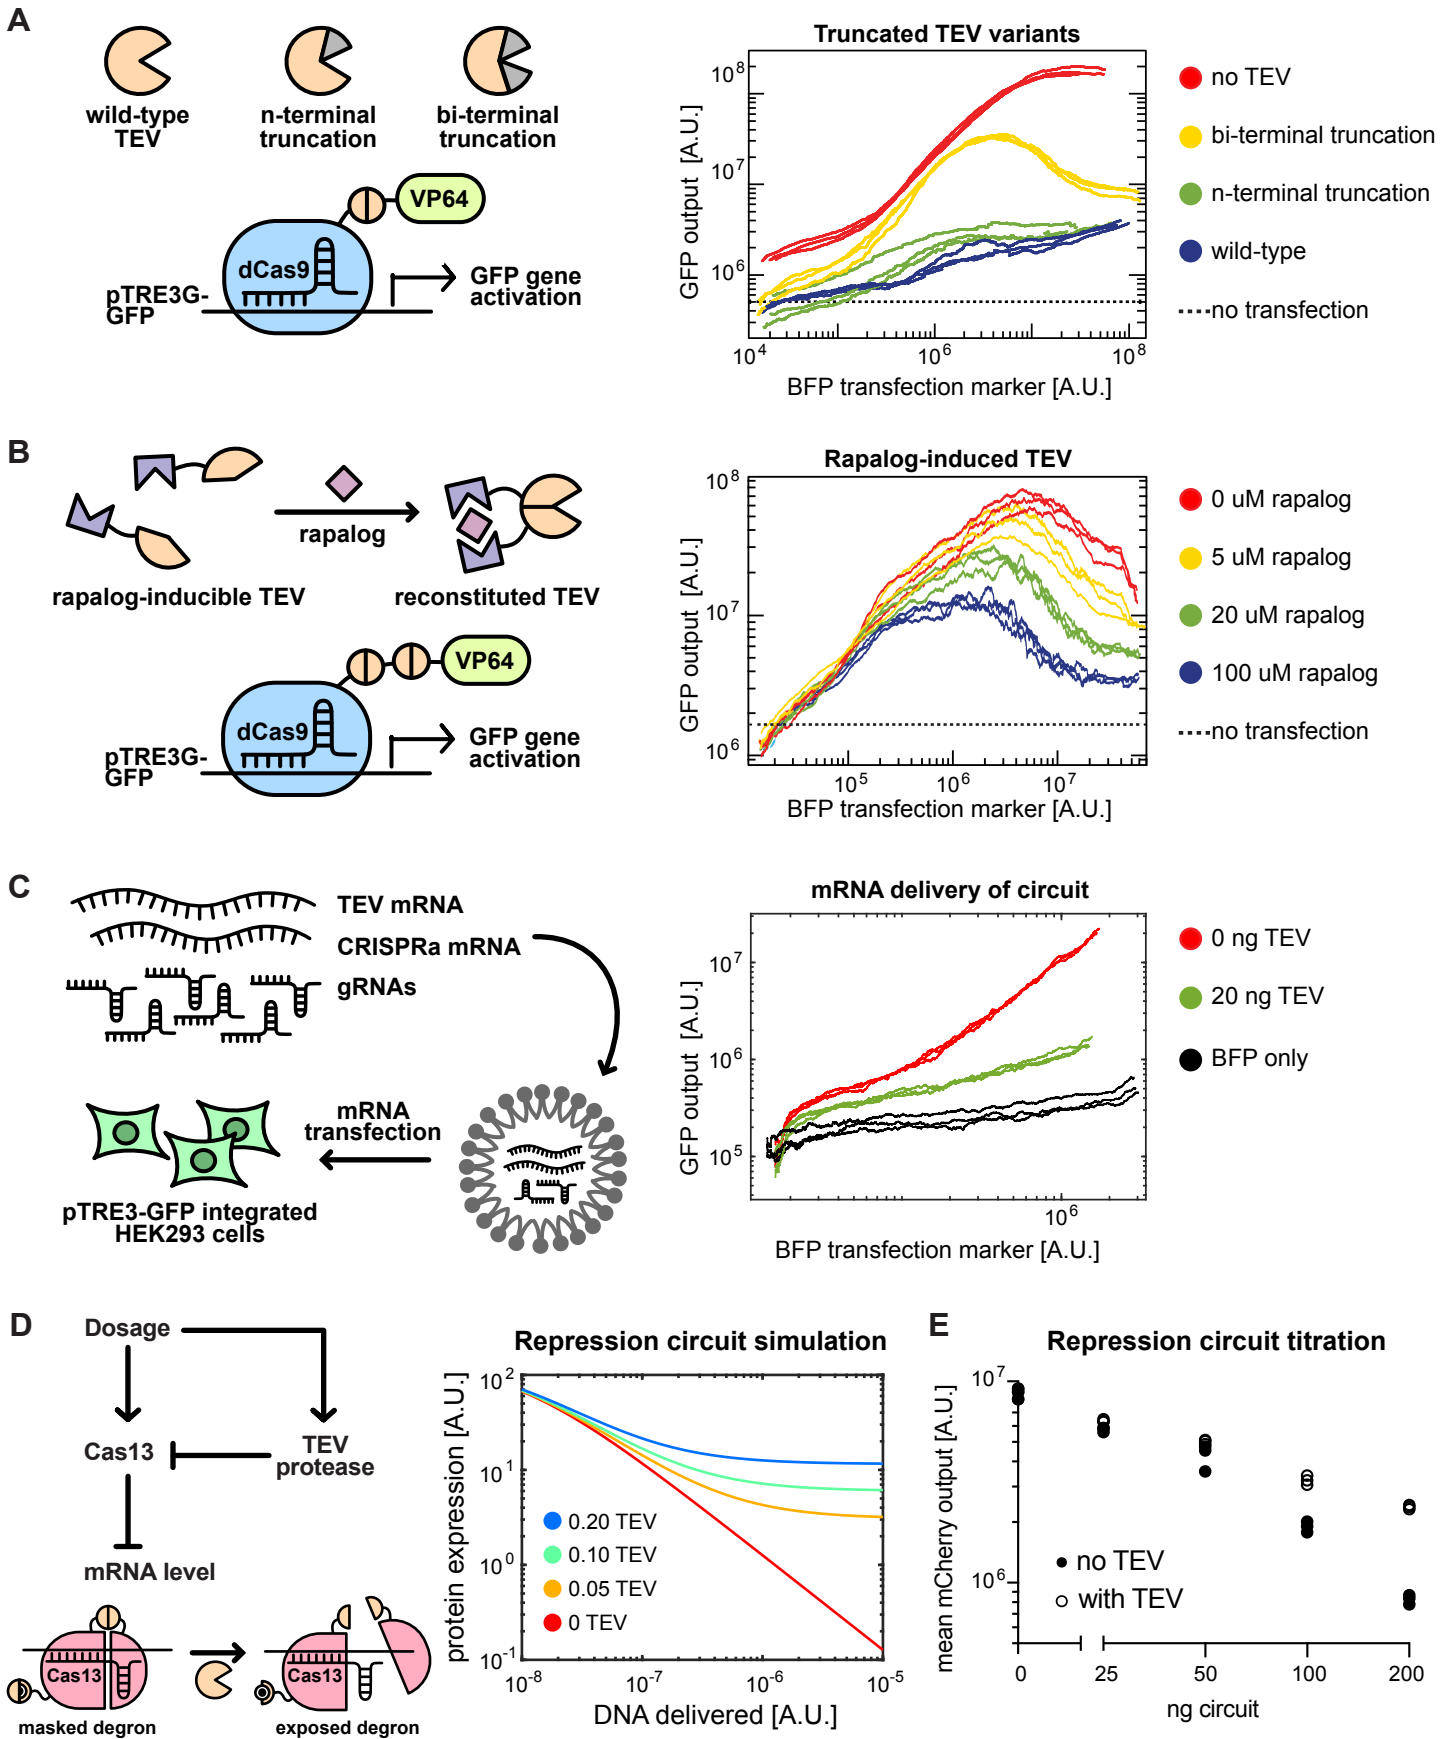 A
wild-type
TEV
n-terminal
truncation
bi-terminal
truncation
VP64
dCas9
pTRE3G-
GFP
GFP gene
activation
Truncated TEV variants
GFP output [A.U.]
10^8
10^7
10^6
10^4
10^6
10^8
BFP transfection marker [A.U.]
no TEV
bi-terminal truncation
n-terminal truncation
wild-type
no transfection
B
rapalog
rapalog-inducible TEV
reconstituted TEV
VP64
dCas9
pTRE3G-
GFP
GFP gene
activation
Rapalog-induced TEV
GFP output [A.U.]
10^8
10^7
10^6
10^5
10^6
10^7
BFP transfection marker [A.U.]
0 uM rapalog
5 uM rapalog
20 uM rapalog
100 uM rapalog
no transfection
C
TEV mRNA
CRISPRa mRNA
gRNAs
mRNA
transfection
pTRE3-GFP integrated
HEK293 cells
mRNA delivery of circuit
GFP output [A.U.]
10^7
10^6
10^5
10^6
BFP transfection marker [A.U.]
0 ng TEV
20 ng TEV
BFP only
D
Dosage
Cas13
TEV
protease
mRNA level
Cas13
masked degron
Cas13
exposed degron
Repression circuit simulation
protein expression [A.U.]
10^2
10^1
10^0
10^-1
0.20 TEV
0.10 TEV
0.05 TEV
0 TEV
10^-8
10^-7
10^-6
10^-5
DNA delivered [A.U.]
E
Repression circuit titration
mean mCherry output [A.U.]
10^7
10^6
no TEV
with TEV
0
25
50
100
200
ng circuit